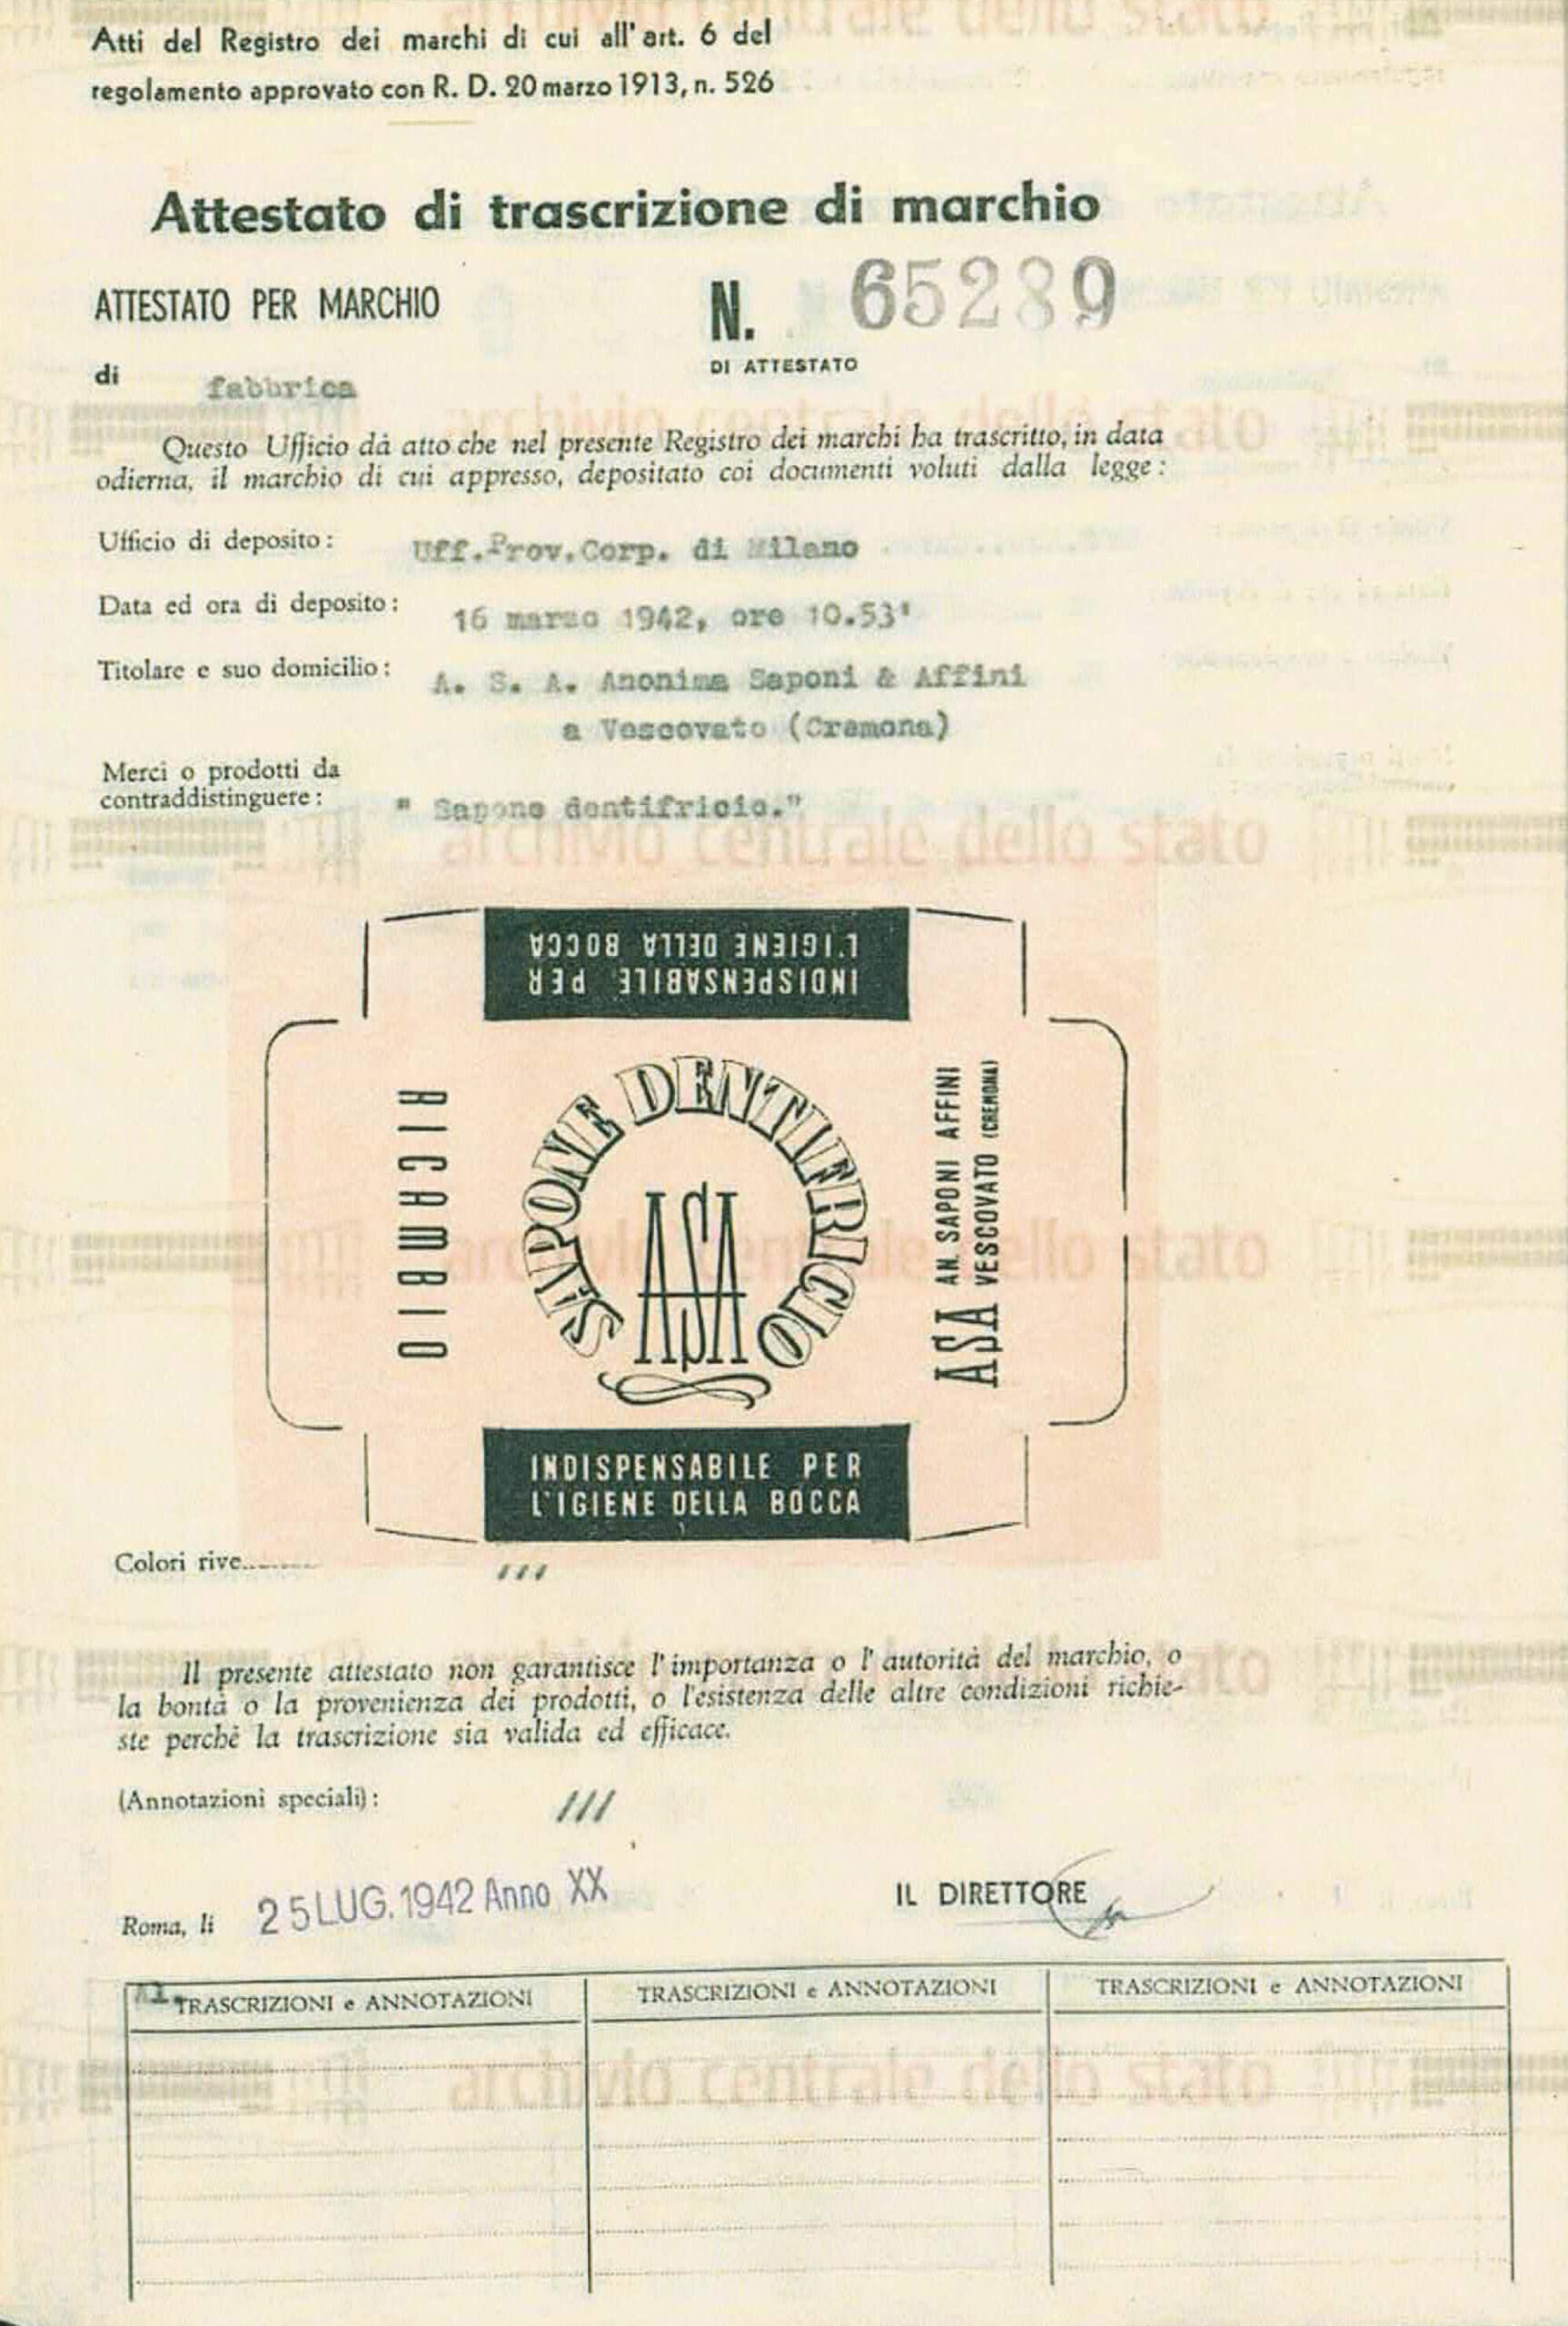 Atti del Registro dei marchi di cui all'art. 6 del
regolamento approvato con R. D. 20 marzo 1913, n. 526
Attestato di trascrizione di marchio
ATTESTATO PER MARCHIO
N. 65289
DI ATTESTATO
di fabbrica
Questo Ufficio dà atto che nel presente Registro dei marchi ha trascritto, in data
odierna, il marchio di cui appresso, depositato coi documenti voluti dalla legge:
Ufficio di deposito: Uff.Prov.Corp. di Milano
Data ed ora di deposito: 16 marzo 1942, ore 10.53'
Titolare e suo domicilio: A. S. A. Anonima Saponi & Affini
a Vescovato (Cremona)
Merci o prodotti da
contraddistinguere: " Sapone dentifricio."
archivio centrale dello stato
INDISPENSABILE PER
L'IGIENE DELLA BOCCA
RICAMBIO
SAPONE DENTIFRICIO
ASA
ASA AN. SAPONI AFFINI
VESCOVATO (CREMONA)
INDISPENSABILE PER
L'IGIENE DELLA BOCCA
Colori rive......... ///
Il presente attestato non garantisce l'importanza o l'autorità del marchio, o
la bontà o la provenienza dei prodotti, o l'esistenza delle altre condizioni richie-
ste perchè la trascrizione sia valida ed efficace.
(Annotazioni speciali): ///
Roma, li 25 LUG. 1942 Anno XX
IL DIRETTORE
TRASCRIZIONI e ANNOTAZIONI
TRASCRIZIONI e ANNOTAZIONI
TRASCRIZIONI e ANNOTAZIONI
archivio centrale dello stato